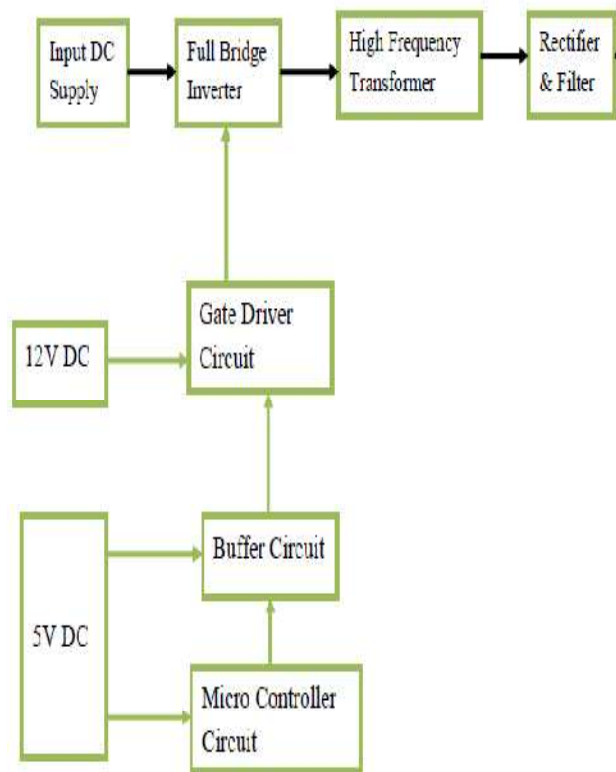 Input DC
Supply
Full Bridge
Inverter
High Frequency
Transformer
Rectifier
& Filter
Gate Driver
Circuit
12V DC
Buffer Circuit
5V DC
Micro Controller
Circuit